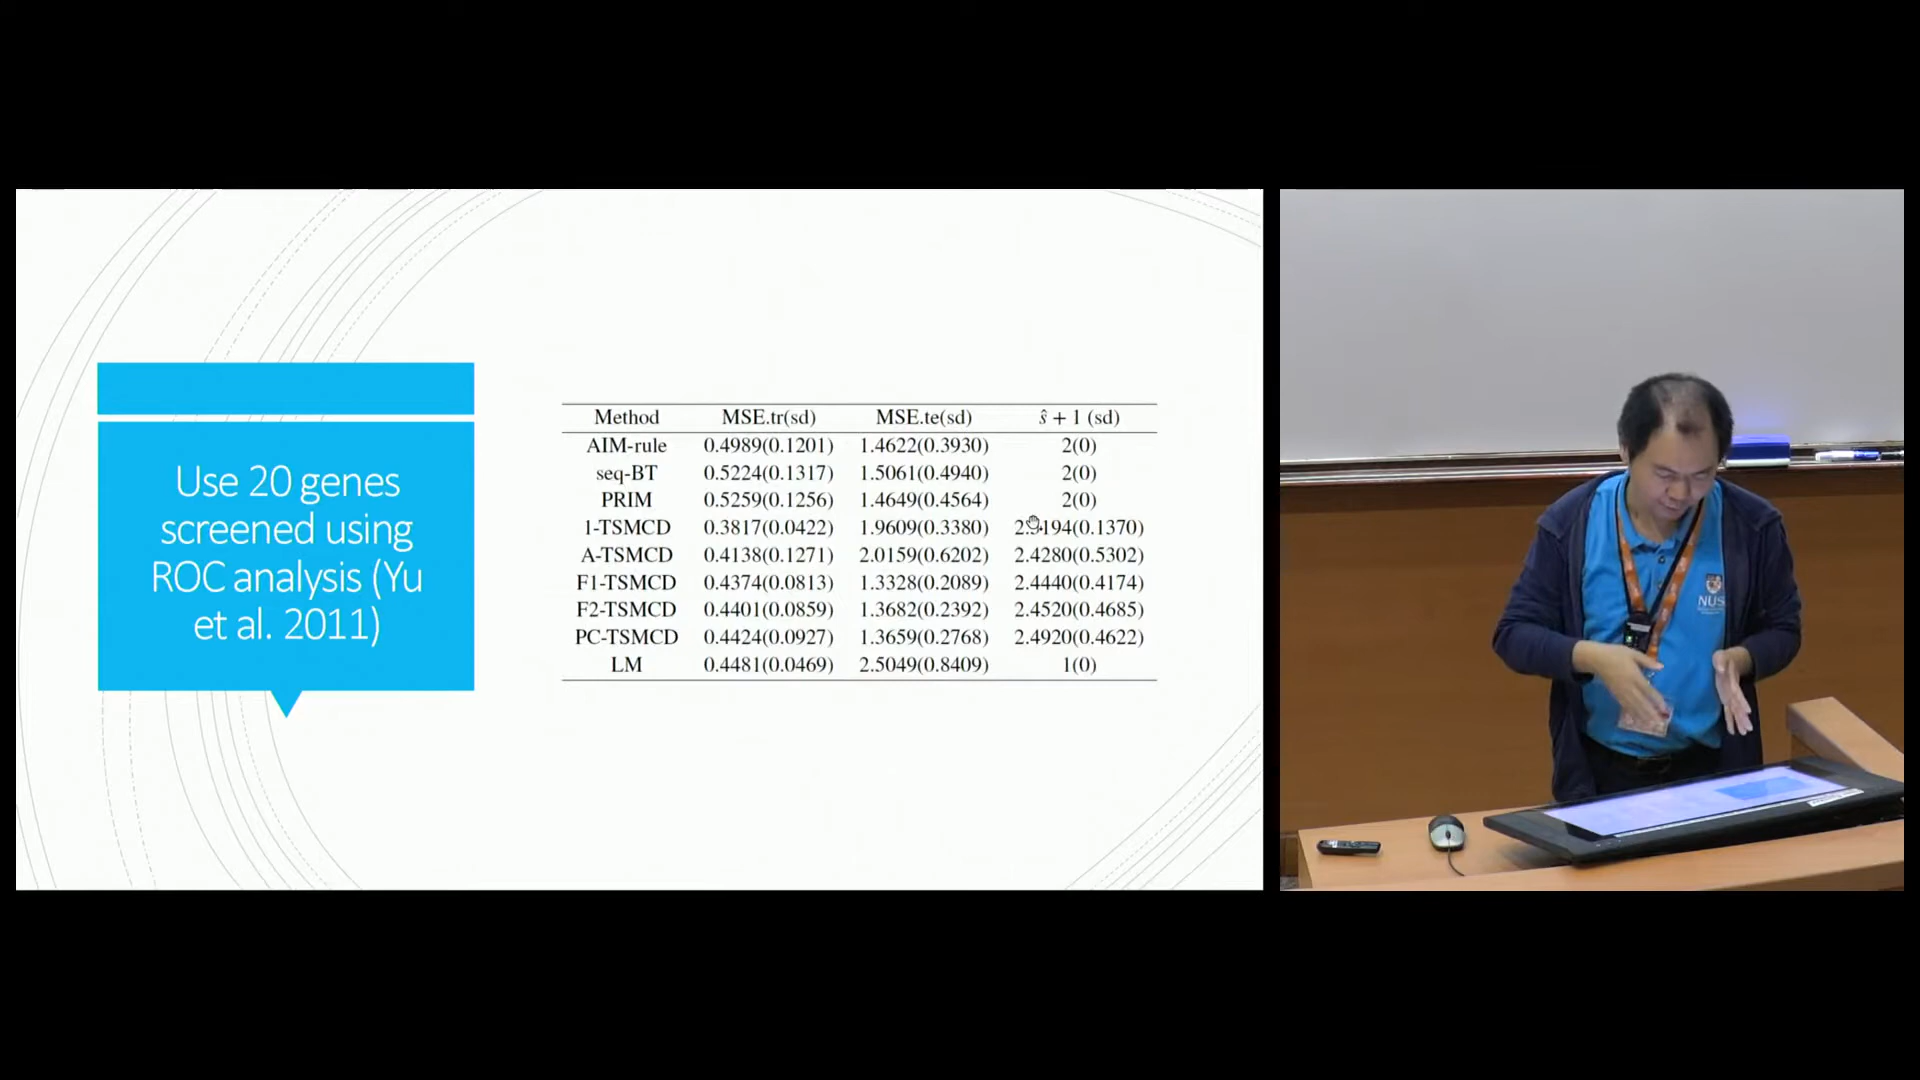 Use 20 genes
screened using
ROC analysis (Yu
et al. 2011)
Method MSE.tr(sd) MSE.te(sd) ŝ + 1 (sd)
AIM-rule 0.4989(0.1201) 1.4622(0.3930) 2(0)
seq-BT 0.5224(0.1317) 1.5061(0.4940) 2(0)
PRIM 0.5259(0.1256) 1.4649(0.4564) 2(0)
1-TSMCD 0.3817(0.0422) 1.9609(0.3380)
A-TSMCD 0.4138(0.1271) 2.0159(0.6202) 2.4280(0.5302)
F1-TSMCD 0.4374(0.0813) 1.3328(0.2089) 2.4440(0.4174)
F2-TSMCD 0.4401(0.0859) 1.3682(0.2392) 2.4520(0.4685)
PC-TSMCD 0.4424(0.0927) 1.3659(0.2768) 2.4920(0.4622)
LM 0.4481(0.0469) 2.5049(0.8409) 1(0)
NUS